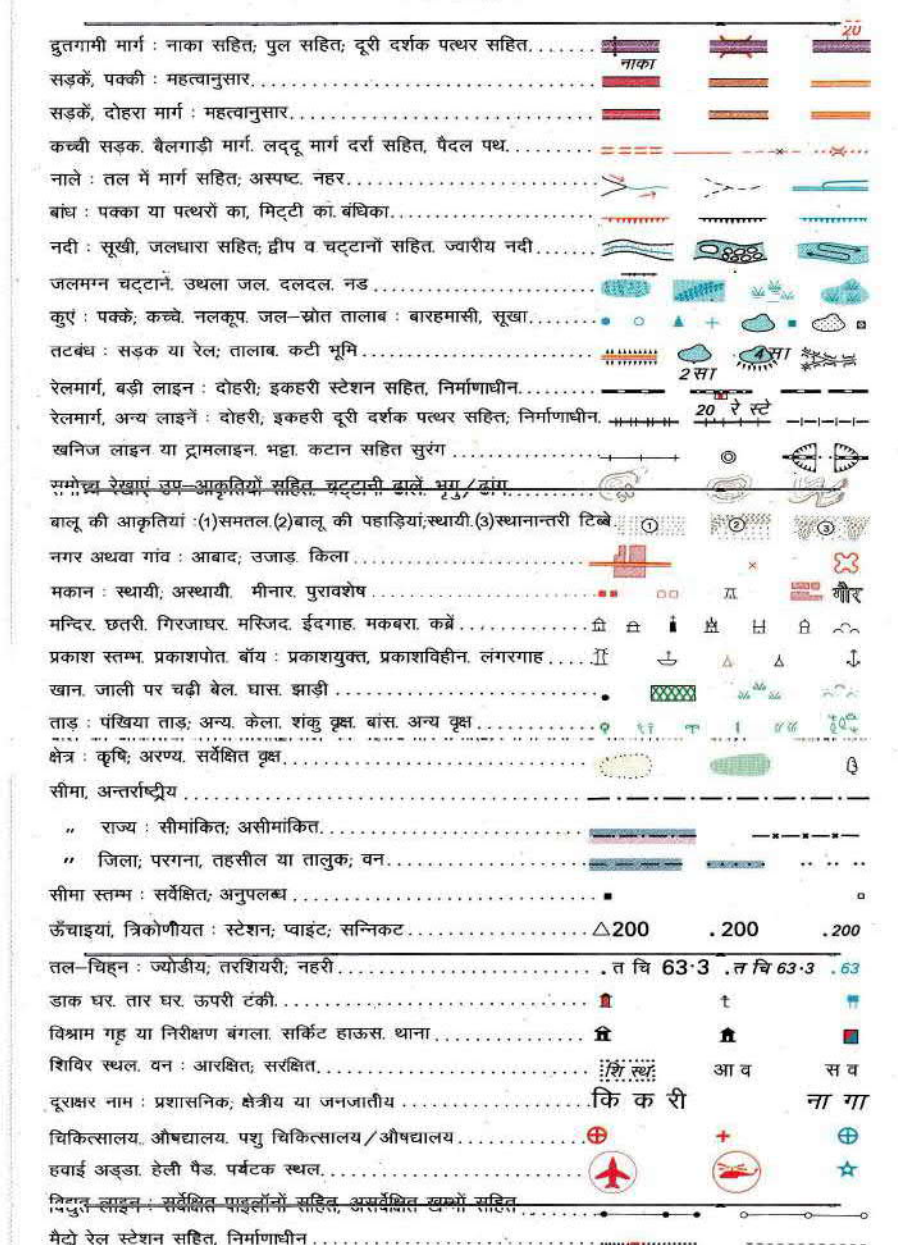 20
द्रुतगामी मार्ग : नाका सहित; पुल सहित; दूरी दर्शक पत्थर सहित.......
नाका
सड़कें, पक्की : महत्वानुसार
सड़कें, दोहरा मार्ग : महत्वानुसार
कच्ची सड़क. बैलगाड़ी मार्ग. लद्दू मार्ग दर्रा सहित, पैदल पथ.
नाले : तल में मार्ग सहित; अस्पष्ट. नहर
बांध : पक्का या पत्थरों का, मिट्टी का. बंधिका
नदी : सूखी, जलधारा सहित; द्वीप व चट्टानों सहित. ज्वारीय नदी
जलमग्न चट्टानें. उथला जल. दलदल. नड
कुएं : पक्के; कच्चे. नलकूप. जल-स्रोत तालाब : बारहमासी, सूखा
तटबंध : सड़क या रेल; तालाब. कटी भूमि 4सा
2सा
रेलमार्ग, बड़ी लाइन : दोहरी; इकहरी स्टेशन सहित, निर्माणाधीन
रेलमार्ग, अन्य लाइनें : दोहरी; इकहरी दूरी दर्शक पत्थर सहित; निर्माणाधीन. 20 रे स्टे
खनिज लाइन या ट्रामलाइन. भट्टा. कटान सहित सुरंग
समोच्च रेखाएं उप-आकृतियों सहित. चट्टानी ढालें. भृगु/ढांग 50
बालू की आकृतियां :(1)समतल.(2)बालू की पहाड़ियां;स्थायी.(3)स्थानान्तरी टिब्बे. 1 2 3
नगर अथवा गांव : आबाद; उजाड़. किला
मकान : स्थायी; अस्थायी. मीनार. पुरावशेष गौर
मन्दिर. छतरी. गिरजाघर. मस्जिद. ईदगाह. मकबरा. कब्रें
प्रकाश स्तम्भ. प्रकाशपोत. बॉय : प्रकाशयुक्त, प्रकाशविहीन. लंगरगाह
खान. जाली पर चढ़ी बेल. घास. झाड़ी
ताड़ : पंखिया ताड़; अन्य. केला. शंकु वृक्ष. बांस. अन्य वृक्ष
क्षेत्र : कृषि; अरण्य. सर्वेक्षित वृक्ष
सीमा, अन्तर्राष्ट्रीय
" राज्य : सीमांकित; असीमांकित
" जिला; परगना, तहसील या तालुक; वन
सीमा स्तम्भ : सर्वेक्षित; अनुपलब्ध
ऊँचाइयां, त्रिकोणीयत : स्टेशन; प्वाइंट; सन्निकट △200 .200 .200
तल-चिह्न : ज्योडीय; तरशियरी; नहरी .त चि 63·3 .त चि 63·3 .63
डाक घर. तार घर. ऊपरी टंकी
विश्राम गृह या निरीक्षण बंगला. सर्किट हाऊस. थाना
शिविर स्थल. वन : आरक्षित; सरंक्षित शि स्थ आ व स व
दूराक्षर नाम : प्रशासनिक; क्षेत्रीय या जनजातीय कि क री ना गा
चिकित्सालय. औषद्यालय. पशु चिकित्सालय/औषद्यालय
हवाई अड्डा. हेली पैड. पर्यटक स्थल
विद्युत लाइन : सर्वेक्षित पाइलॉनों सहित, असर्वेक्षित खम्भों सहित
मैट्रो रेल स्टेशन सहित, निर्माणाधीन